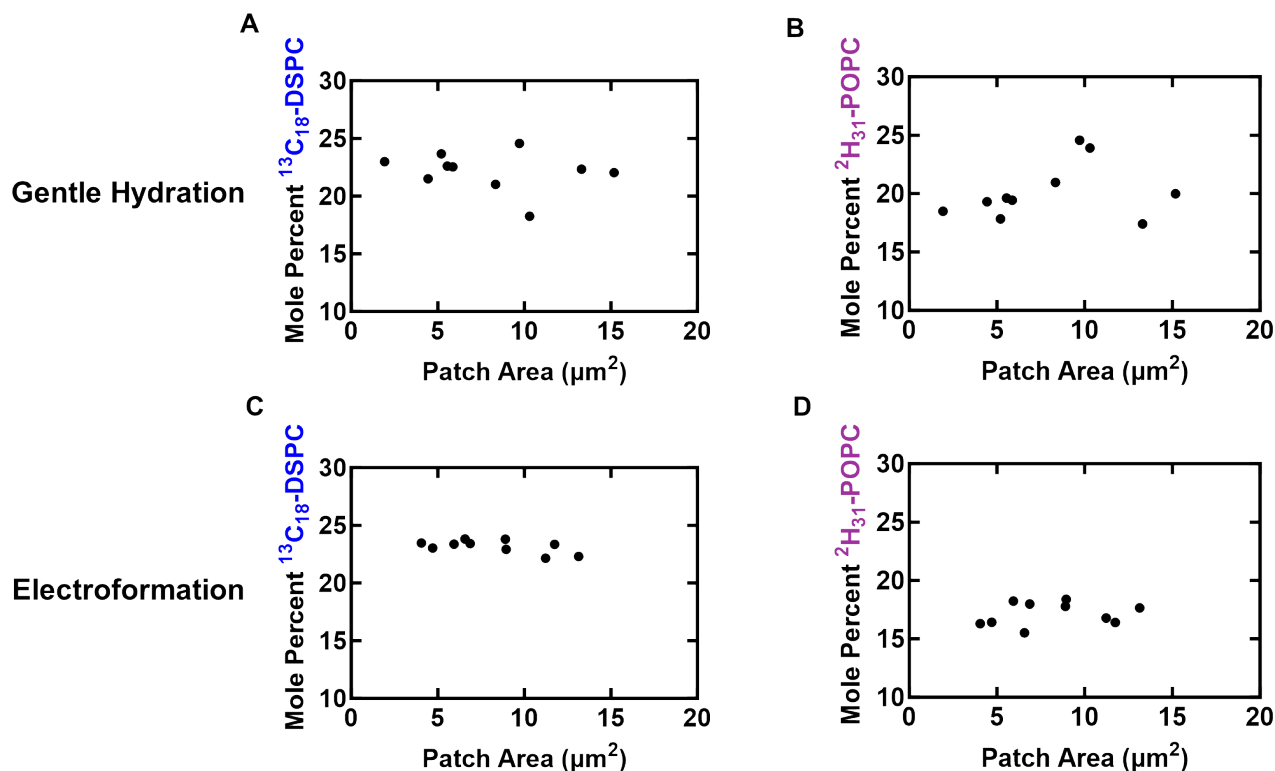 A
Mole Percent ¹³C₁₈-DSPC
30
25
20
15
10
0
5
10
15
20
Patch Area (µm²)
B
Mole Percent ²H₃₁-POPC
30
25
20
15
10
0
5
10
15
20
Patch Area (µm²)
Gentle Hydration
C
Mole Percent ¹³C₁₈-DSPC
30
25
20
15
10
0
5
10
15
20
Patch Area (µm²)
D
Mole Percent ²H₃₁-POPC
30
25
20
15
10
0
5
10
15
20
Patch Area (µm²)
Electroformation